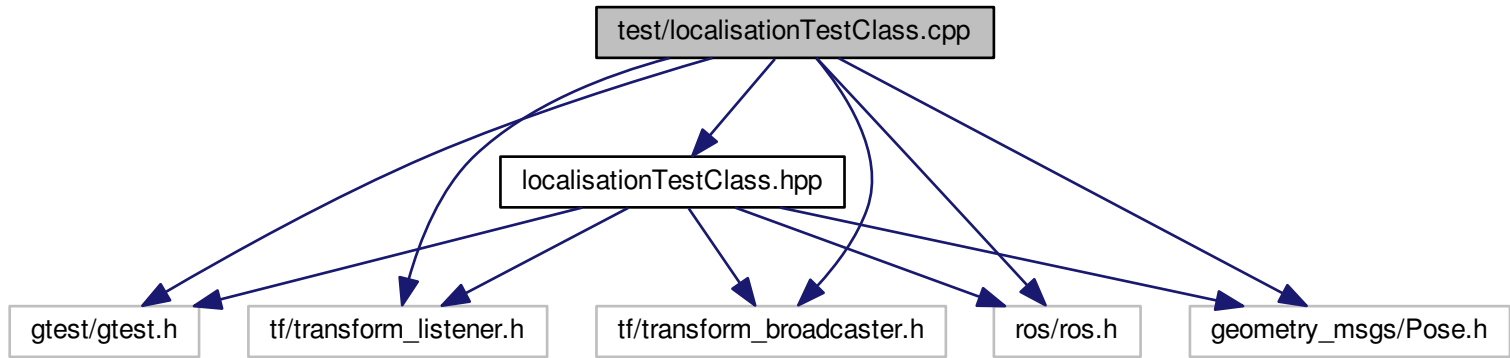 test/localisationTestClass.cpp
localisationTestClass.hpp
gtest/gtest.h
tf/transform_listener.h
tf/transform_broadcaster.h
ros/ros.h
geometry_msgs/Pose.h